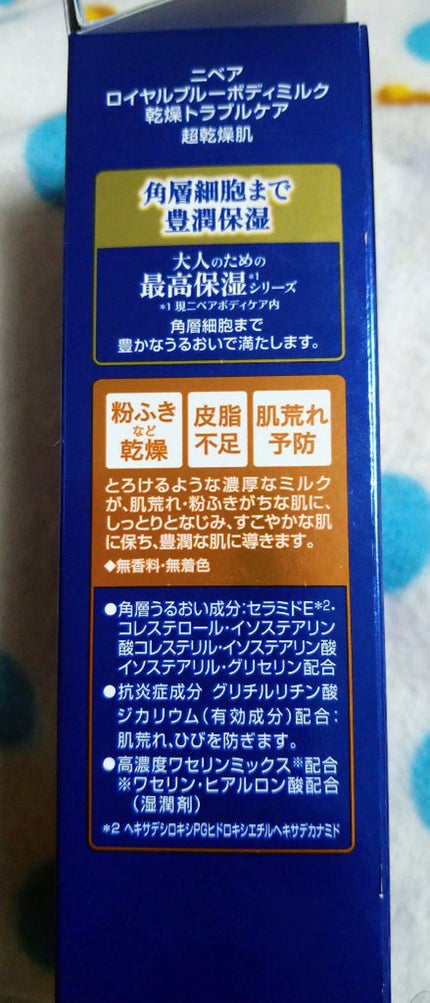 ニベア
ロイヤルブルーボディミルク
乾燥トラブルケア
超乾燥肌
角層細胞まで
豊潤保湿
大人のための
最高保湿*1シリーズ
*1 現ニベアボディケア内
角層細胞まで
豊かなうるおいで満たします。
粉ふき
など
乾燥
皮脂
不足
肌荒れ
予防
とろけるような濃厚なミルク
が、肌荒れ・粉ふきがちな肌に、
しっとりとなじみ、すこやかな肌
に保ち、豊潤な肌に導きます。
◆無香料・無着色
●角層うるおい成分:セラミドE*2・
コレステロール・イソステアリン
酸コレステリル・イソステアリン酸
イソステアリル・グリセリン配合
●抗炎症成分 グリチルリチン酸
ジカリウム(有効成分)配合:
肌荒れ、ひびを防ぎます。
●高濃度ワセリンミックス※配合
※ワセリン・ヒアルロン酸配合
(湿潤剤)
*2 ヘキサデシロキシPGヒドロキシエチルヘキサデカナミド